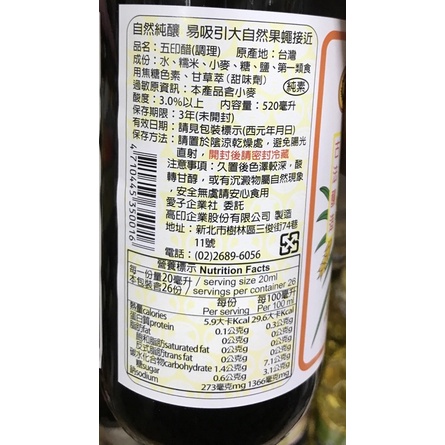 自然純釀 易吸引大自然果蠅接近
品名：五印醋(調理) 原產地：台灣
成份：水、糯米、小麥、糖、鹽、第一類食
用焦糖色素、甘草萃（甜味劑）
過敏原資訊：本產品含小麥
純素
酸度：3.0%以上 內容量：520毫升
保存期限：3年(未開封)
有效日期：請見包裝標示(西元年月日)
保存方法：請置於陰涼乾燥處，避免陽光
直射，開封後請密封冷藏
注意事項：久置後色澤較深，酸
轉甘醇，或有沉澱物屬自然現象
，安全無虞請安心食用
愛子企業社 委託
高印企業股份有限公司 製造
地址：新北市樹林區三俊街74巷
11號
電話：(02)2689-6056
4710445350016
營養標示 Nutrition Facts
每一份量20毫升 / serving size 20ml
本包裝含26份 / servings per container 26
每份 每100毫升
Per Serving Per 100 ml
熱量calories 5.9大卡Kcal 29.6大卡Kcal
蛋白質protein 0.1公克g 0.3公克g
脂肪fat 0公克g 0公克g
飽和脂肪saturated fat 0公克g 0公克g
反式脂肪trans fat 0公克g 0公克g
碳水化合物carbohydrate 1.4公克g 7.1公克g
糖sugar 0.6公克g 3.1公克g
鈉sodium 273毫克mg 1366毫克mg